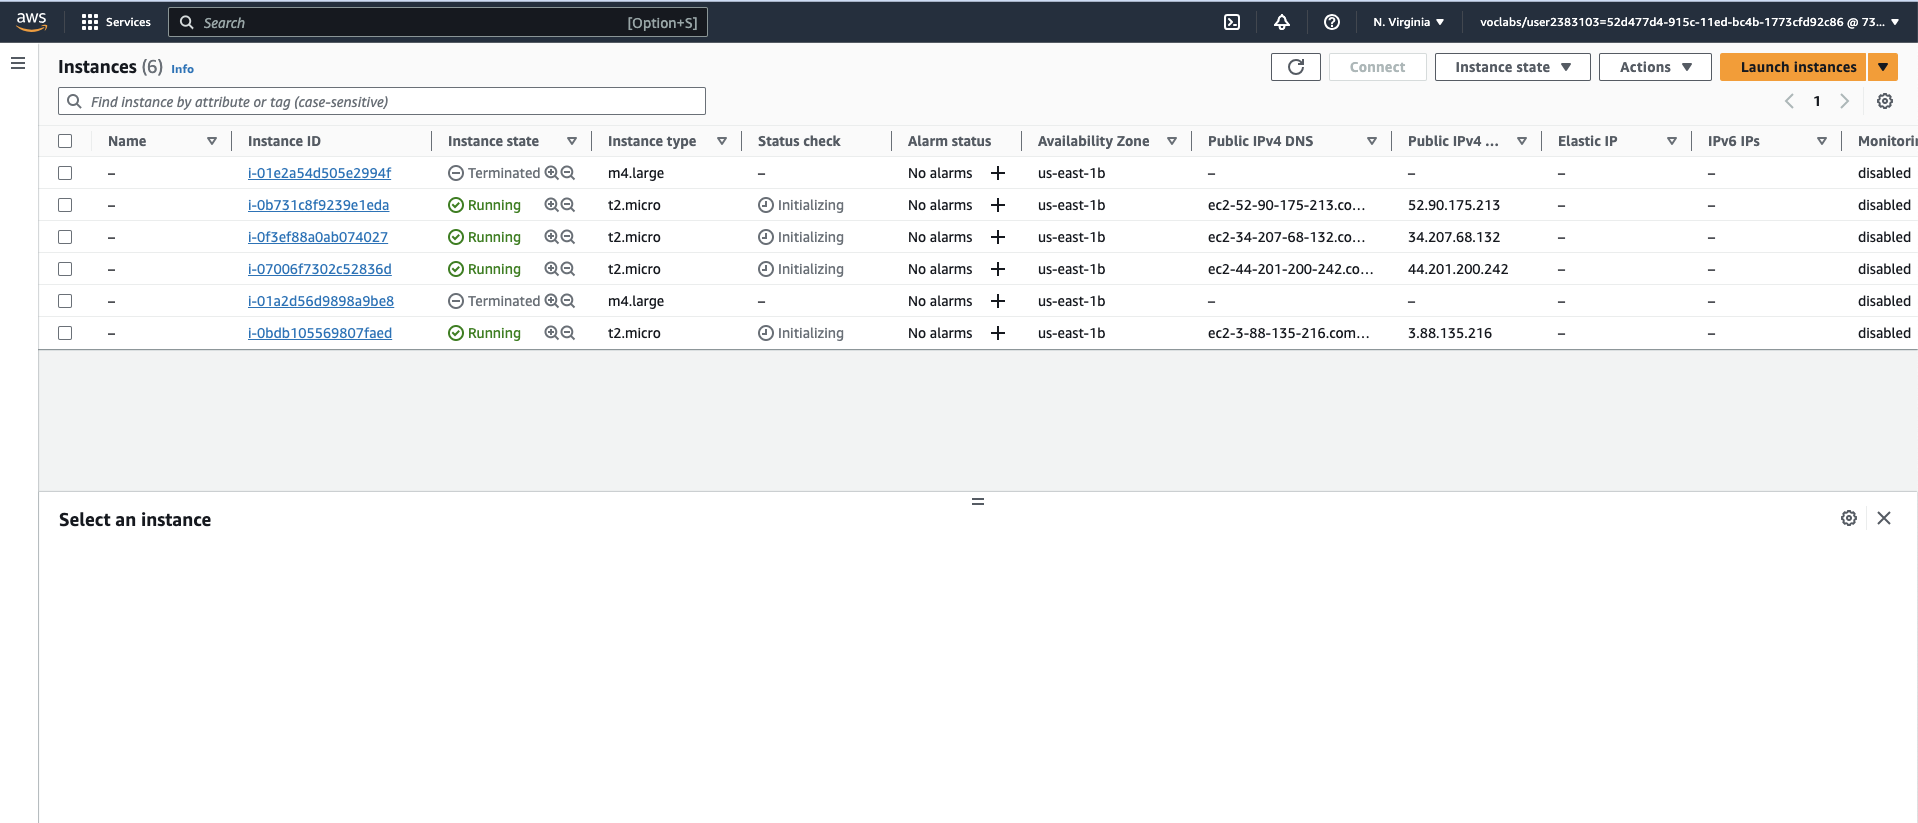 aws Services Search [Option+S] N. Virginia voclabs/user2383103=52d477d4-915c-11ed-bc4b-1773cfd92c86 @ 73...
Instances (6) Info Connect Instance state Actions Launch instances
Find instance by attribute or tag (case-sensitive) 1
Name Instance ID Instance state Instance type Status check Alarm status Availability Zone Public IPv4 DNS Public IPv4 ... Elastic IP IPv6 IPs Monitorin
– i-01e2a54d505e2994f Terminated m4.large – No alarms + us-east-1b – – – – disabled
– i-0b731c8f9239e1eda Running t2.micro Initializing No alarms + us-east-1b ec2-52-90-175-213.co... 52.90.175.213 – – disabled
– i-0f3ef88a0ab074027 Running t2.micro Initializing No alarms + us-east-1b ec2-34-207-68-132.co... 34.207.68.132 – – disabled
– i-07006f7302c52836d Running t2.micro Initializing No alarms + us-east-1b ec2-44-201-200-242.co... 44.201.200.242 – – disabled
– i-01a2d56d9898a9be8 Terminated m4.large – No alarms + us-east-1b – – – – disabled
– i-0bdb105569807faed Running t2.micro Initializing No alarms + us-east-1b ec2-3-88-135-216.com... 3.88.135.216 – – disabled
Select an instance